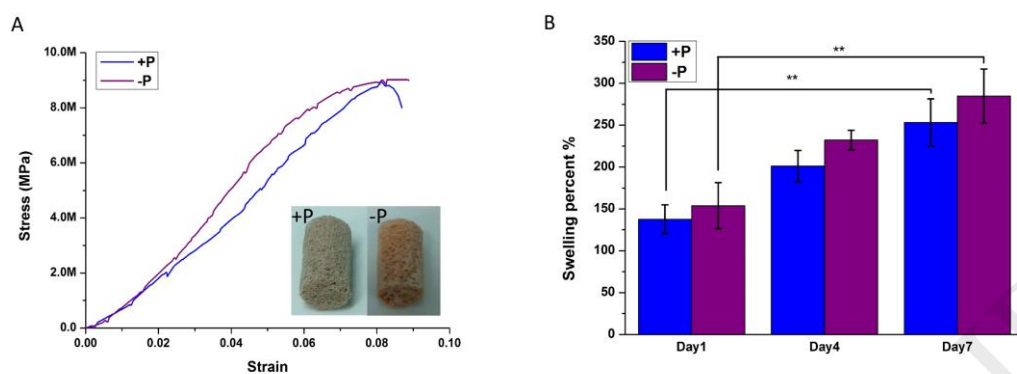 A
10.0M
8.0M
6.0M
4.0M
2.0M
0.0
Stress (MPa)
+P
-P
+P
-P
0.00
0.02
0.04
0.06
0.08
0.10
Strain
B
350
300
250
200
150
100
50
0
Swelling percent %
+P
-P
**
**
Day1
Day4
Day7